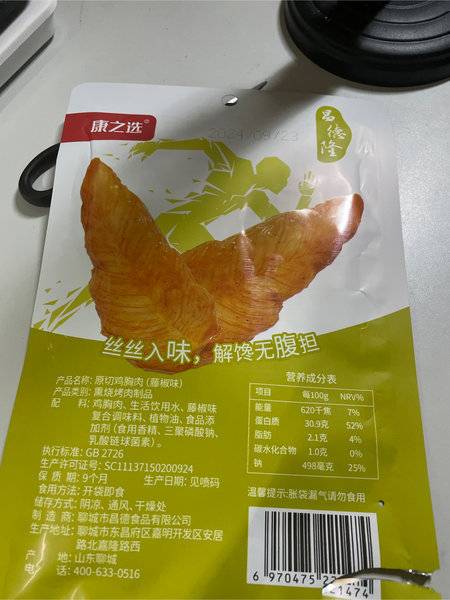 康之选®
2024/09/23
昌德隆
丝丝入味，解馋无腹担
产品名称：原切鸡胸肉（藤椒味）
产品类别：熏烧烤肉制品
配 料：鸡胸肉、生活饮用水、藤椒味
复合调味料、植物油、食品添
加剂（食用香精、三聚磷酸钠、
乳酸链球菌素）。
执行标准：GB 2726
生产许可证号：SC11137150200924
保 质 期：9个月 生产日期：见喷码
食用方法：开袋即食
储存方式：阴凉、通风、干燥处
制 造 商：聊城市昌德食品有限公司
生产地址：聊城市东昌府区嘉明开发区安居
路北嘉隆路西
产 地：山东聊城
电 话：400-633-0516
营养成分表
项目 每100g NRV%
能量 620千焦 7%
蛋白质 30.9克 52%
脂肪 2.1克 4%
碳水化合物 1.0克 0%
钠 498毫克 25%
温馨提示：胀袋漏气请勿食用
6 970475